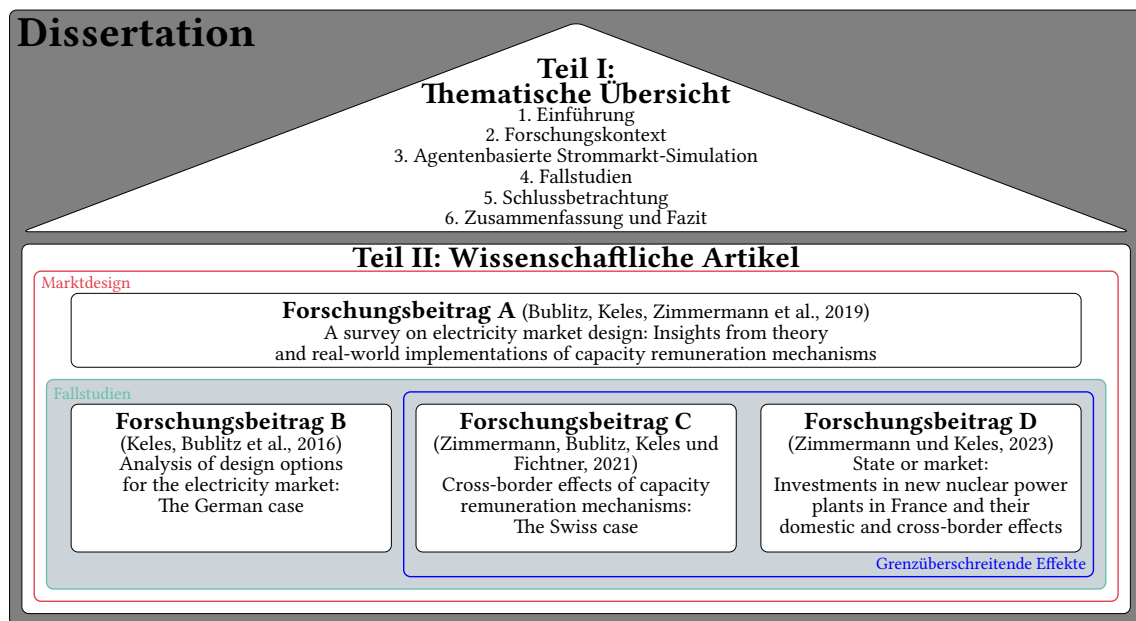 Dissertation
Teil I:
Thematische Übersicht
1. Einführung
2. Forschungskontext
3. Agentenbasierte Strommarkt-Simulation
4. Fallstudien
5. Schlussbetrachtung
6. Zusammenfassung und Fazit
Teil II: Wissenschaftliche Artikel
Marktdesign
Forschungsbeitrag A (Bublitz, Keles, Zimmermann et al., 2019)
A survey on electricity market design: Insights from theory
and real-world implementations of capacity remuneration mechanisms
Fallstudien
Forschungsbeitrag B
(Keles, Bublitz et al., 2016)
Analysis of design options
for the electricity market:
The German case
Forschungsbeitrag C
(Zimmermann, Bublitz, Keles und
Fichtner, 2021)
Cross-border effects of capacity
remuneration mechanisms:
The Swiss case
Forschungsbeitrag D
(Zimmermann und Keles, 2023)
State or market:
Investments in new nuclear power
plants in France and their
domestic and cross-border effects
Grenzüberschreitende Effekte